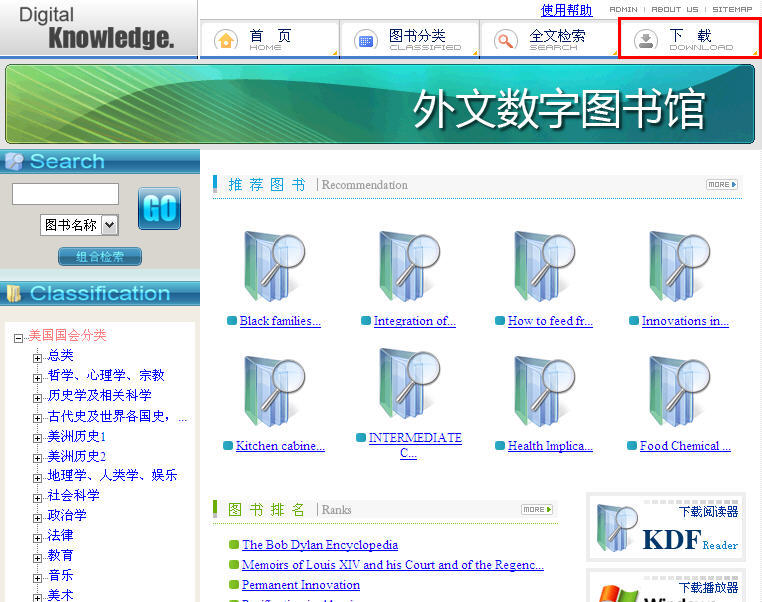 Digital
Knowledge.
使用帮助 ADMIN | ABOUT US | SITEMAP
首 页
HOME
图书分类
CLASSIFIED
全文检索
SEARCH
下 载
DOWNLOAD
外文数字图书馆
Search
GO
图书名称
组合检索
Classification
美国国会分类
总类
哲学、心理学、宗教
历史学及相关科学
古代史及世界各国史，...
美洲历史1
美洲历史2
地理学、人类学、娱乐
社会科学
政治学
法律
教育
音乐
美术
推荐图书 | Recommendation
MORE
Black families...
Integration of...
How to feed fr...
Innovations in...
Kitchen cabine...
INTERMEDIATE
C...
Health Implica...
Food Chemical ...
图书排名 | Ranks
MORE
The Bob Dylan Encyclopedia
Memoirs of Louis XIV and his Court and of the Regenc...
Permanent Innovation
下载阅读器
KDF Reader
下载播放器